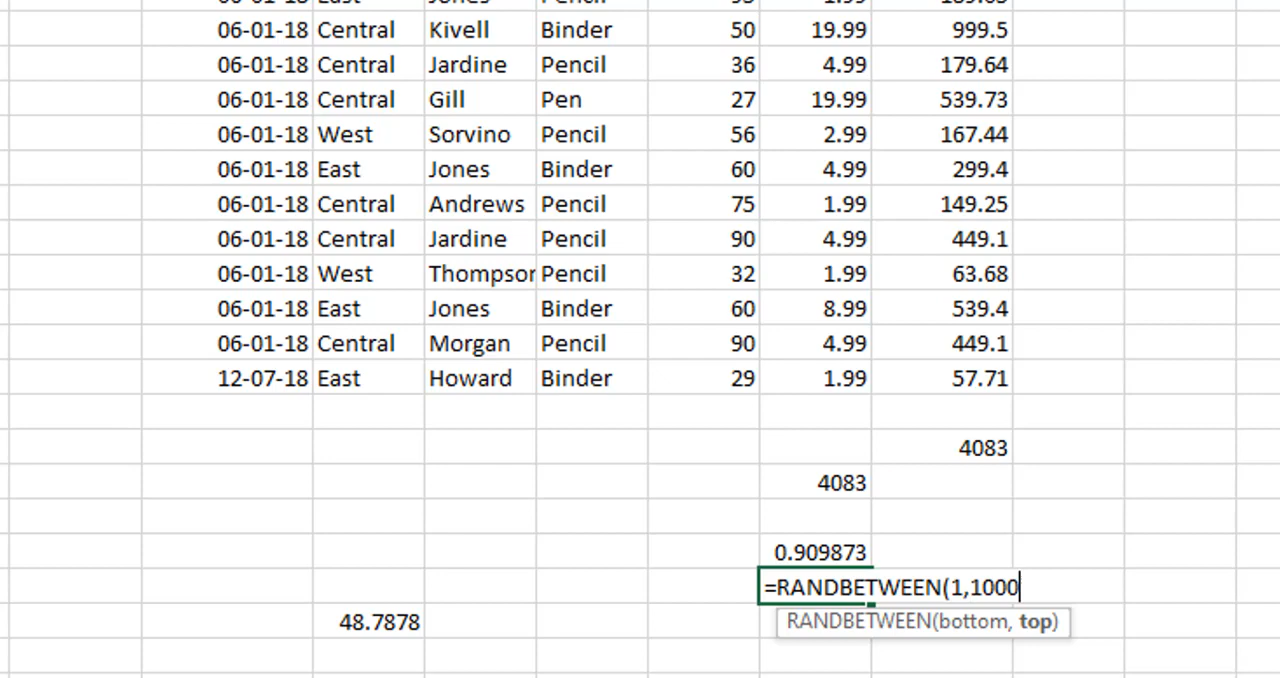 06-01-18 Central Kivell Binder 50 19.99 999.5
06-01-18 Central Jardine Pencil 36 4.99 179.64
06-01-18 Central Gill Pen 27 19.99 539.73
06-01-18 West Sorvino Pencil 56 2.99 167.44
06-01-18 East Jones Binder 60 4.99 299.4
06-01-18 Central Andrews Pencil 75 1.99 149.25
06-01-18 Central Jardine Pencil 90 4.99 449.1
06-01-18 West Thompson Pencil 32 1.99 63.68
06-01-18 East Jones Binder 60 8.99 539.4
06-01-18 Central Morgan Pencil 90 4.99 449.1
12-07-18 East Howard Binder 29 1.99 57.71
4083
4083
0.909873
=RANDBETWEEN(1,1000
48.7878 RANDBETWEEN(bottom, top)